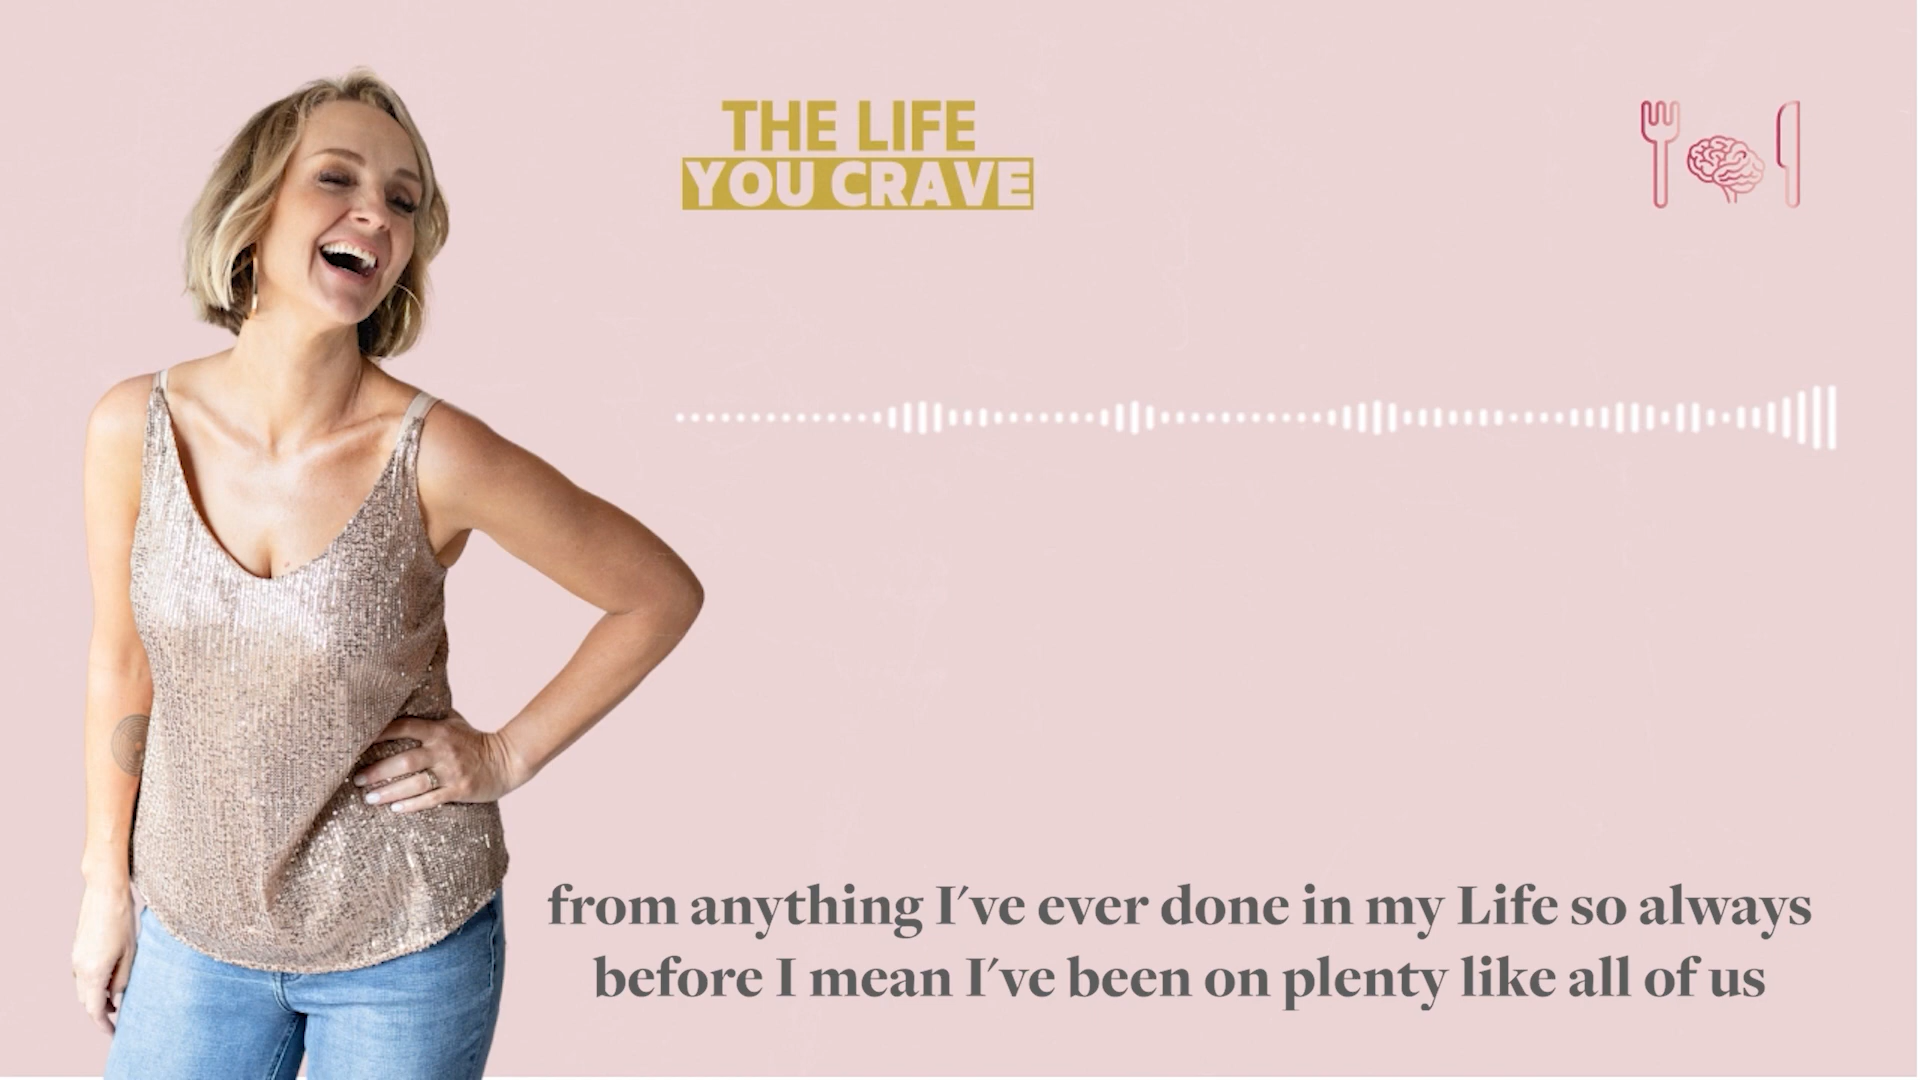 THE LIFE
YOU CRAVE
from anything I've ever done in my Life so always
before I mean I've been on plenty like all of us